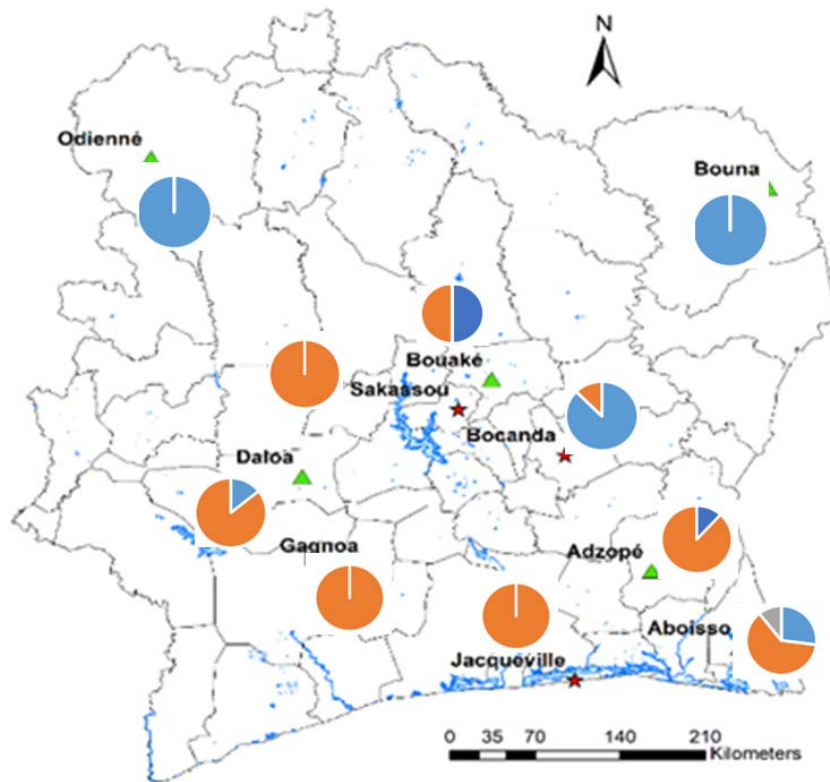 N
Odienné
Bouna
Bouaké
Sakassou
Bocanda
Daloa
Gagnoa
Adzopé
Aboisso
Jacqueville
0 35 70 140 210
Kilometers